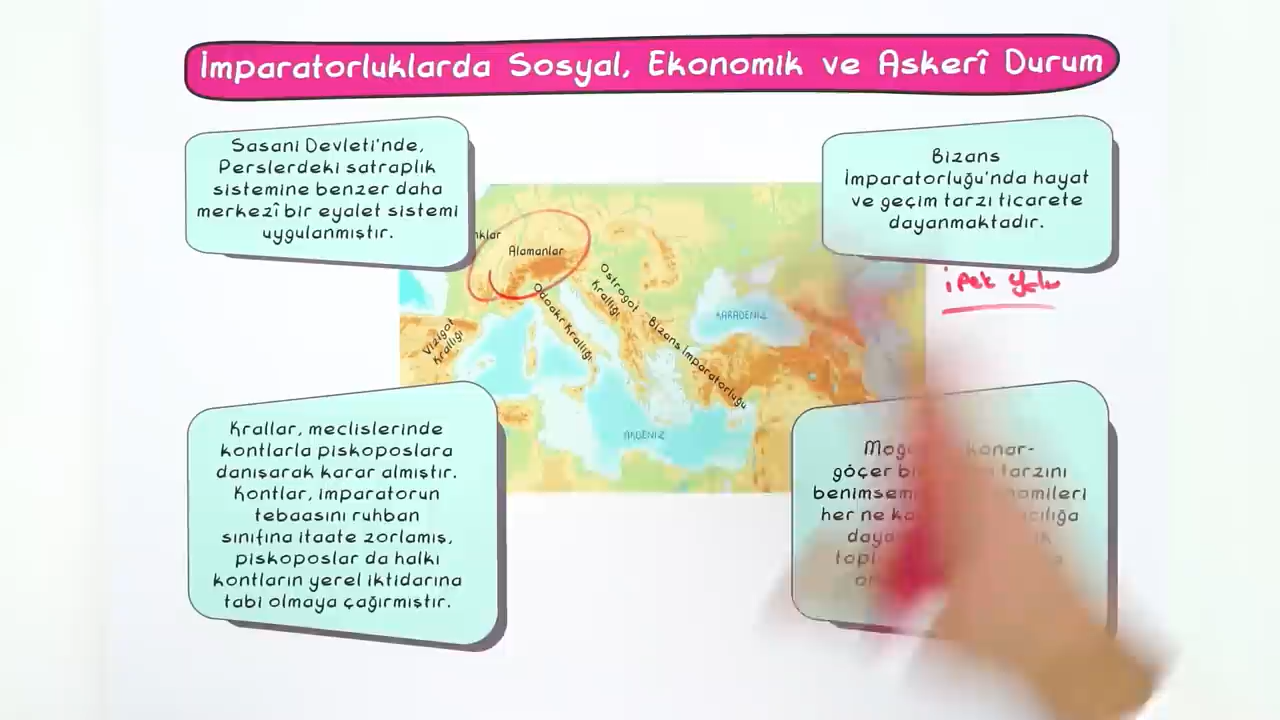 İmparatorluklarda Sosyal, Ekonomik ve Askerî Durum
Sasani Devleti'nde,
Perslerdeki satraplık
sistemine benzer daha
merkezî bir eyalet sistemi
uygulanmıştır.
Bizans
İmparatorluğu'nda hayat
ve geçim tarzı ticarete
dayanmaktadır.
ipek yolu
nklar
Alamanlar
Ostrogot
Krallığı
Odoakr Krallığı
Vizigot
Krallığı
Bizans İmparatorluğu
KARADENİZ
AKDENİZ
Krallar, meclislerinde
kontlarla piskoposlara
danışarak karar almıştır.
Kontlar, imparatorun
tebaasını ruhban
sınıfına itaate zorlamış,
piskoposlar da halkı
kontların yerel iktidarına
tabi olmaya çağırmıştır.
konar-
göçer tarzını
her ne